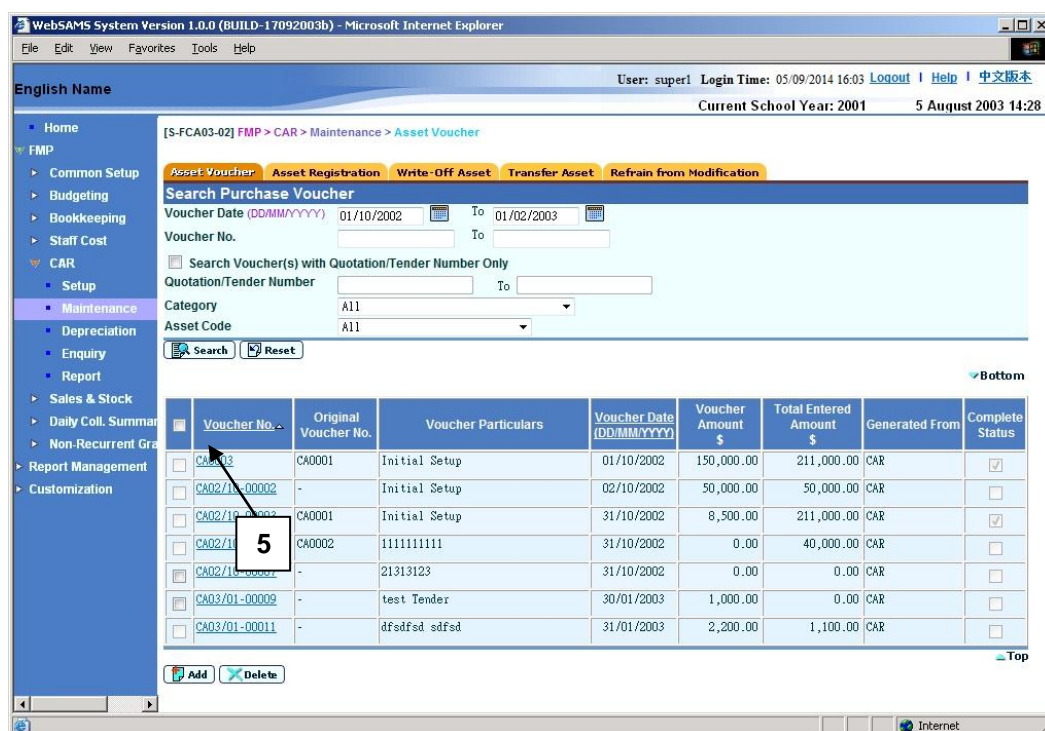 WebSAMS System Version 1.0.0 (BUILD-17092003b) - Microsoft Internet Explorer
File Edit View Favorites Tools Help
English Name
User: super1 Login Time: 05/09/2014 16:03 Logout | Help | 中文版本
Current School Year: 2001 5 August 2003 14:28
Home
FMP
Common Setup
Budgeting
Bookkeeping
Staff Cost
CAR
Setup
Maintenance
Depreciation
Enquiry
Report
Sales & Stock
Daily Coll. Summar
Non-Recurrent Gra
Report Management
Customization
[S-FCA03-02] FMP > CAR > Maintenance > Asset Voucher
Asset Voucher Asset Registration Write-Off Asset Transfer Asset Refrain from Modification
Search Purchase Voucher
Voucher Date (DD/MM/YYYY) 01/10/2002 To 01/02/2003
Voucher No. To
Search Voucher(s) with Quotation/Tender Number Only
Quotation/Tender Number To
Category All
Asset Code All
Search Reset
Bottom
Voucher No. Original Voucher No. Voucher Particulars Voucher Date (DD/MM/YYYY) Voucher Amount $ Total Entered Amount $ Generated From Complete Status
CA0003 CA0001 Initial Setup 01/10/2002 150,000.00 211,000.00 CAR
CA02/10-00002 - Initial Setup 02/10/2002 50,000.00 50,000.00 CAR
CA02/10-00003 CA0001 Initial Setup 31/10/2002 8,500.00 211,000.00 CAR
CA02/10 CA0002 1111111111 31/10/2002 0.00 40,000.00 CAR
5
CA02/10-00007 - 21313123 31/10/2002 0.00 0.00 CAR
CA03/01-00009 - test Tender 30/01/2003 1,000.00 0.00 CAR
CA03/01-00011 - dfsdfsd sdfsd 31/01/2003 2,200.00 1,100.00 CAR
Top
Add Delete
Internet